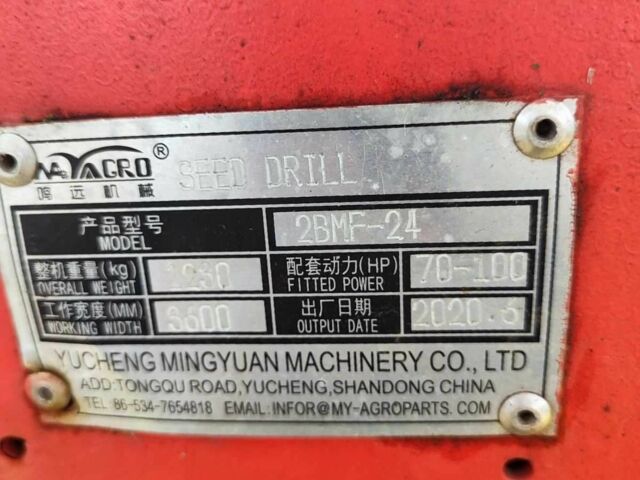 MYAGRO® SEED DRILL
鸣远机械
产品型号 2BMF-24
MODEL
整机重量(kg) 配套动力(HP) 70-100
OVERALL WEIGHT FITTED POWER
工作宽度(MM) 出厂日期 2020.6
WORKING WIDTH OUTPUT DATE
YUCHENG MINGYUAN MACHINERY CO., LTD
ADD:TONGQU ROAD,YUCHENG,SHANDONG CHINA
TEL 86-534-7654818 EMAIL:INFOR@MY-AGROPARTS.COM